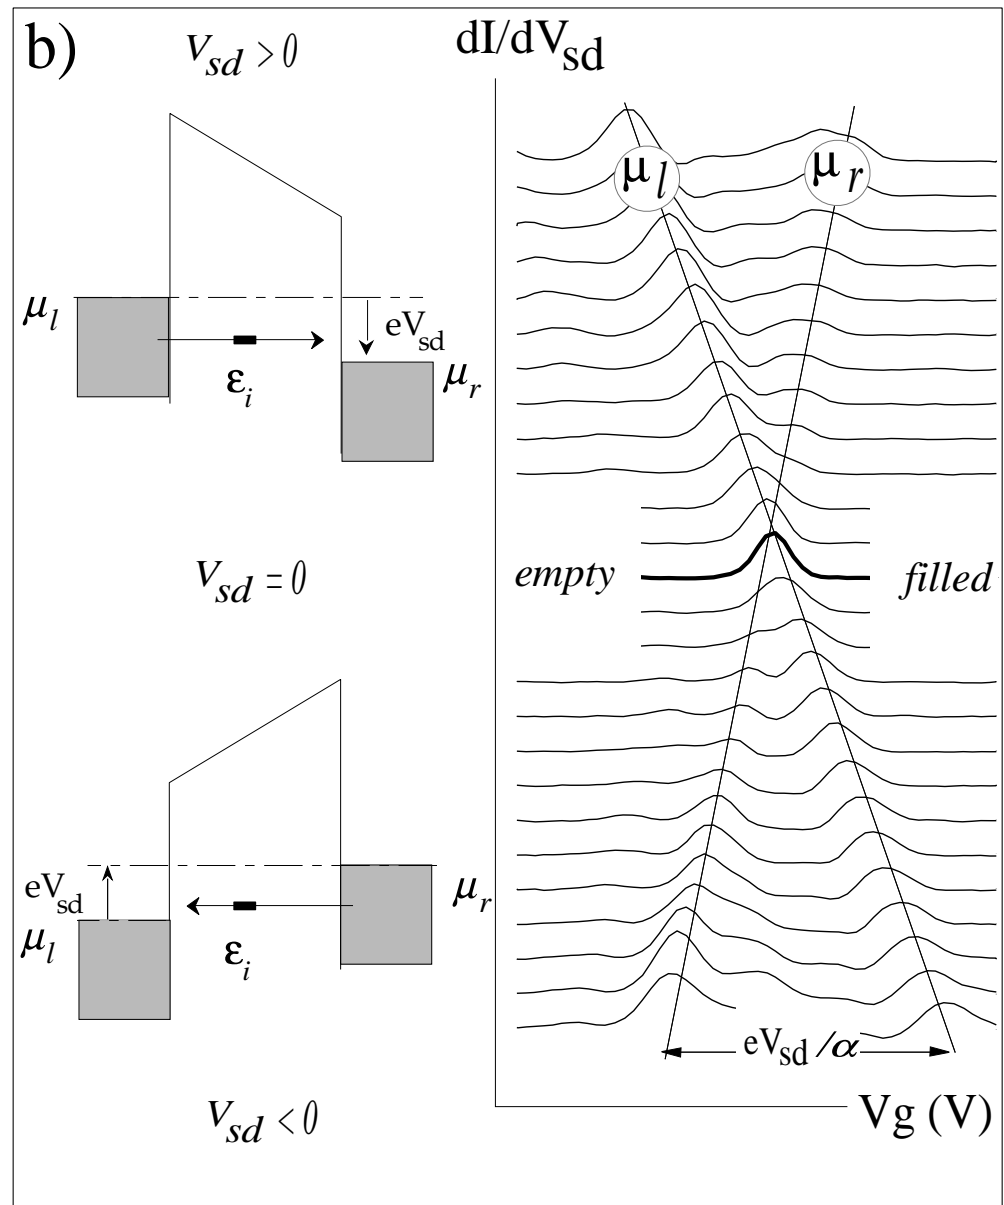 b)
V_sd > 0
μ_l
eV_sd
ε_i
μ_r
V_sd = 0
eV_sd
μ_l
ε_i
μ_r
V_sd < 0
dI/dV_sd
μ_l
μ_r
empty
filled
eV_sd/α
Vg (V)